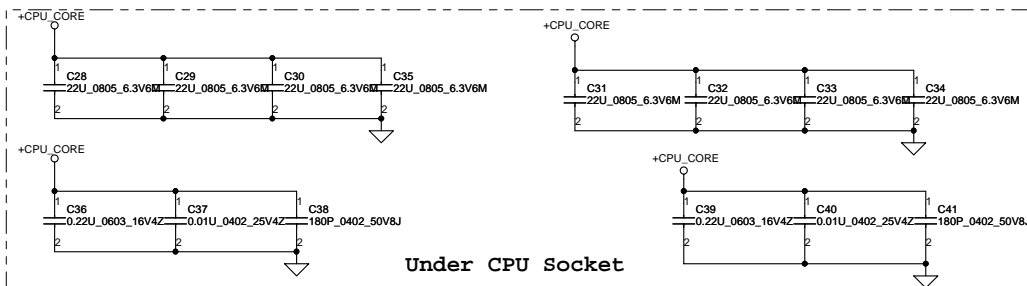 +CPU_CORE
1 1 1 1
C28 C29 C30 C35
22U_0805_6.3V6M 22U_0805_6.3V6M 22U_0805_6.3V6M 22U_0805_6.3V6M
2 2 2 2
+CPU_CORE
1 1 1 1
C31 C32 C33 C34
22U_0805_6.3V6M 22U_0805_6.3V6M 22U_0805_6.3V6M 22U_0805_6.3V6M
2 2 2 2
+CPU_CORE
1 1 1
C36 C37 C38
0.22U_0603_16V4Z 0.01U_0402_25V4Z 180P_0402_50V8J
2 2 2
+CPU_CORE
1 1 1
C39 C40 C41
0.22U_0603_16V4Z 0.01U_0402_25V4Z 180P_0402_50V8J
2 2 2
Under CPU Socket